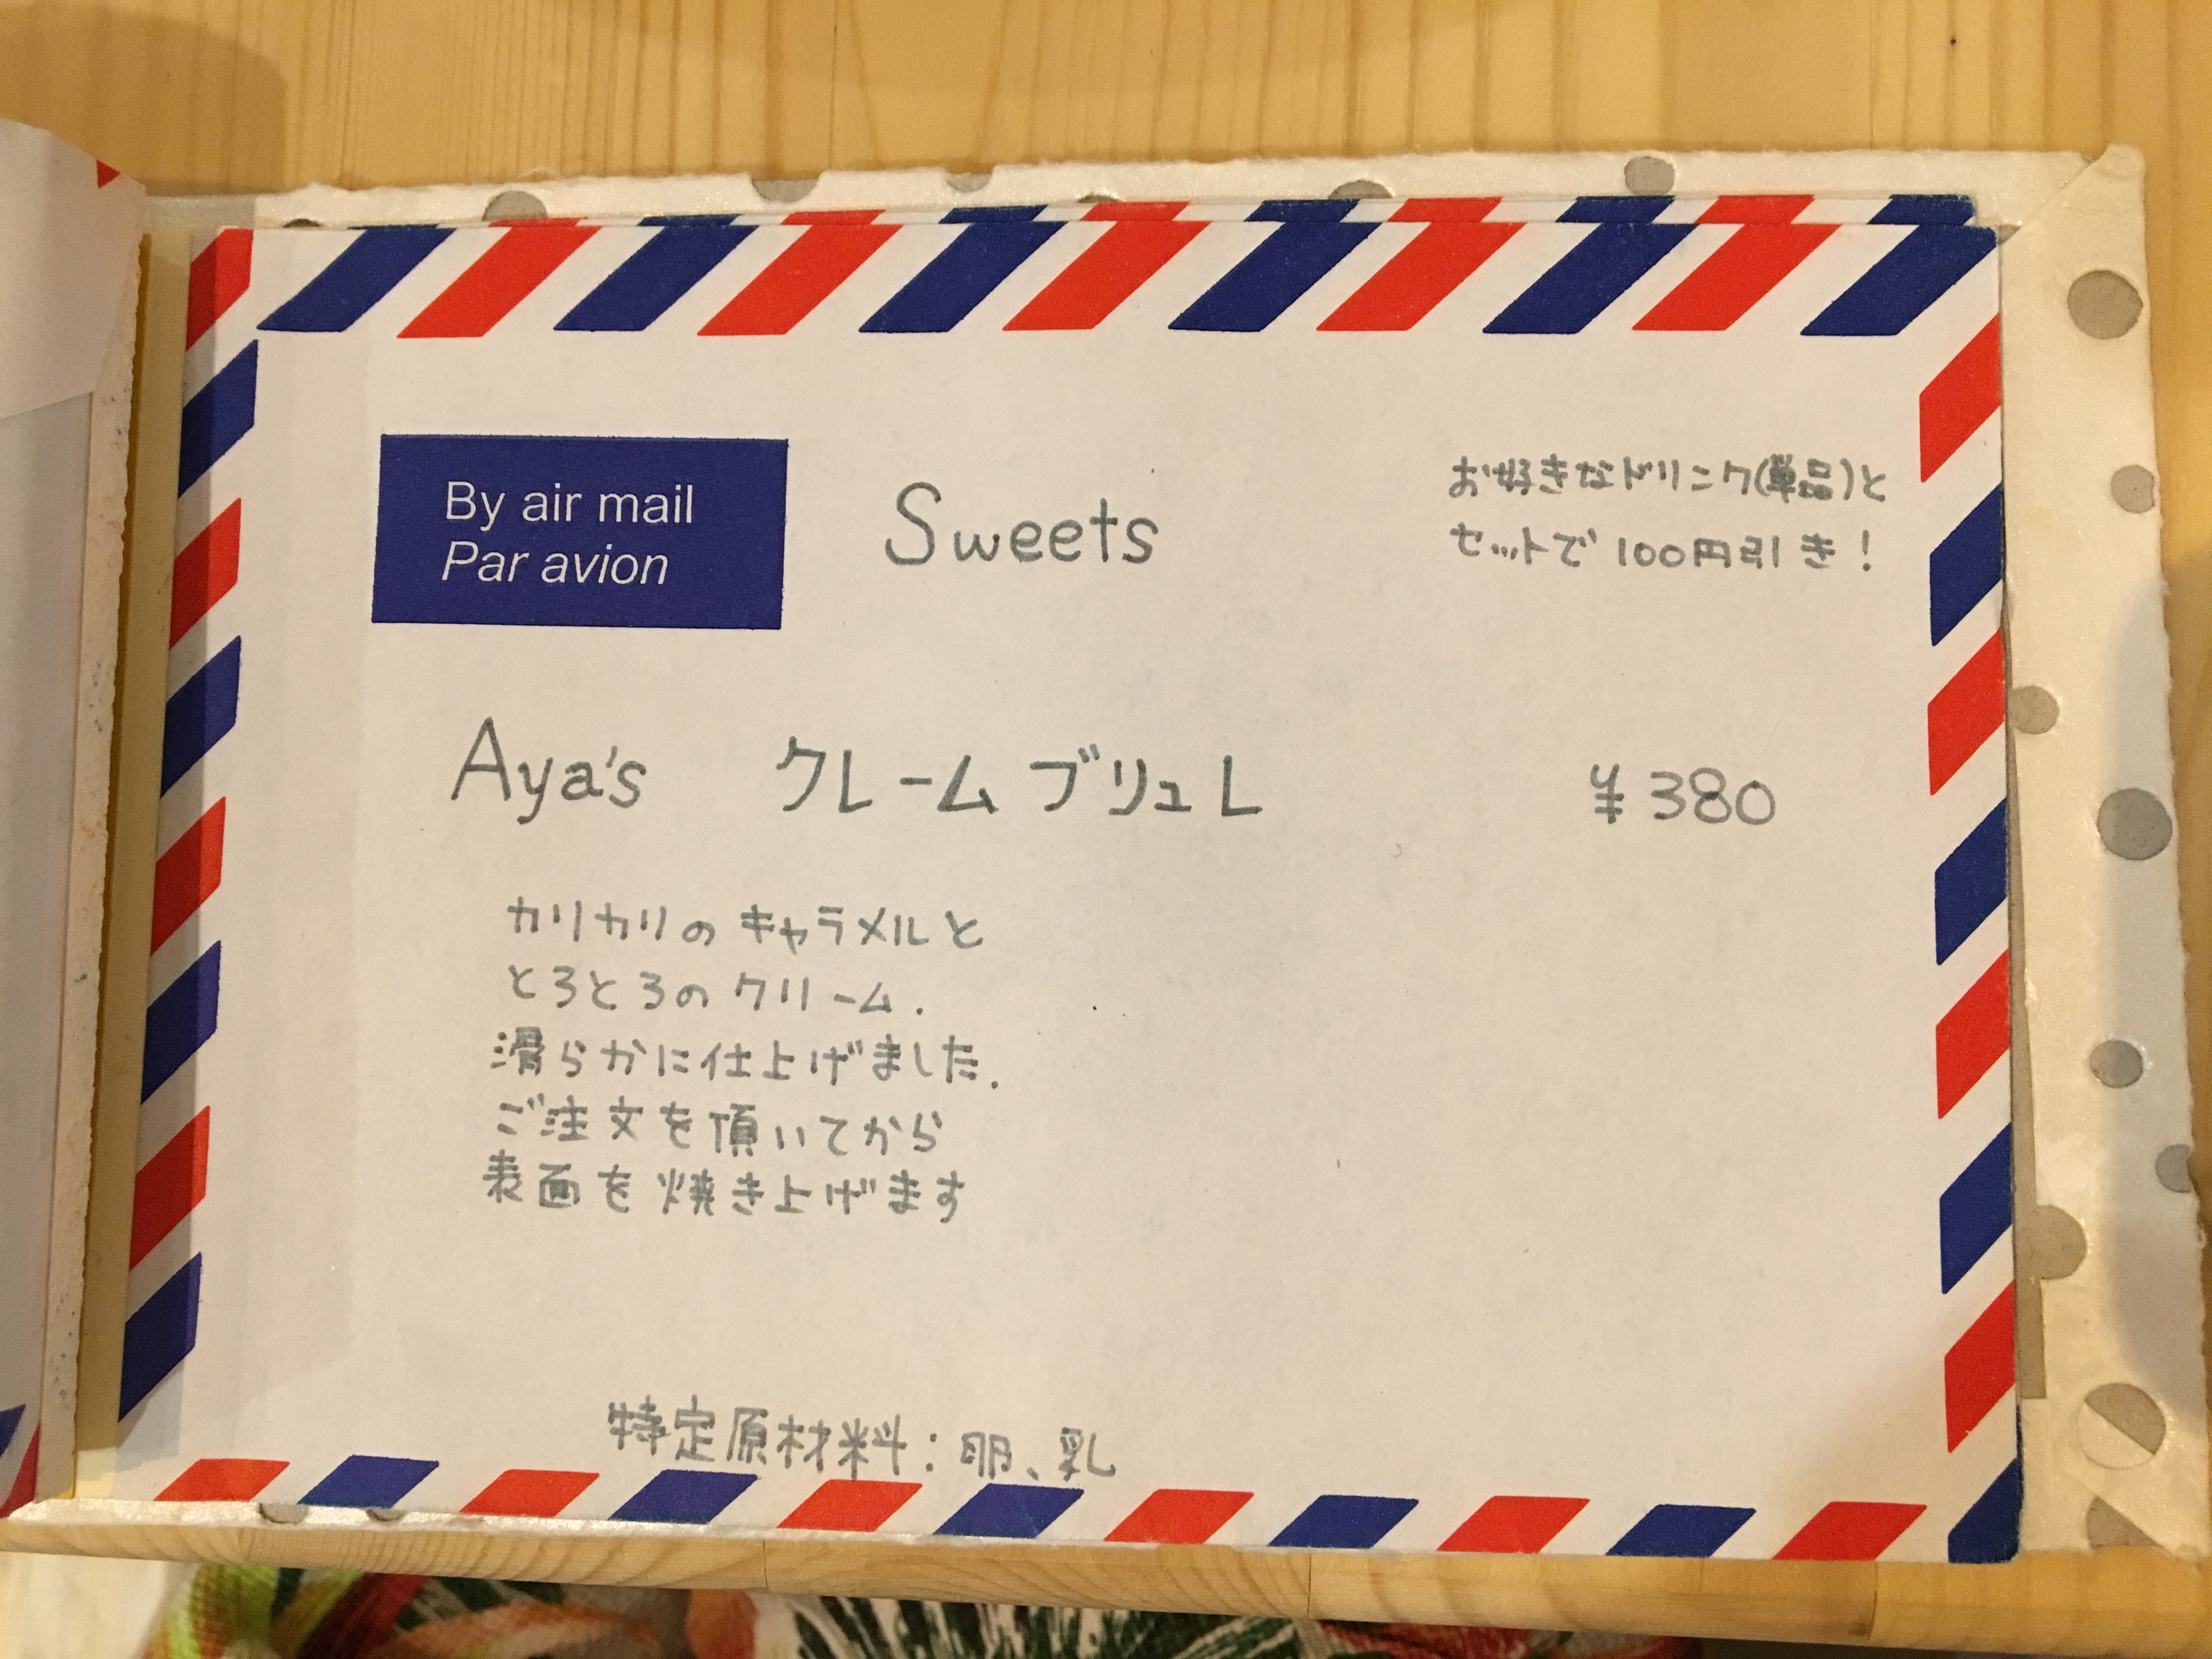 By air mail
Par avion
Sweets
お好きなドリンク(単品)と
セットで100円引き!
Aya's クレームブリュレ ¥380
カリカリのキャラメルと
とろとろのクリーム.
滑らかに仕上げました.
ご注文を頂いてから
表面を焼き上げます
特定原材料:卵、乳